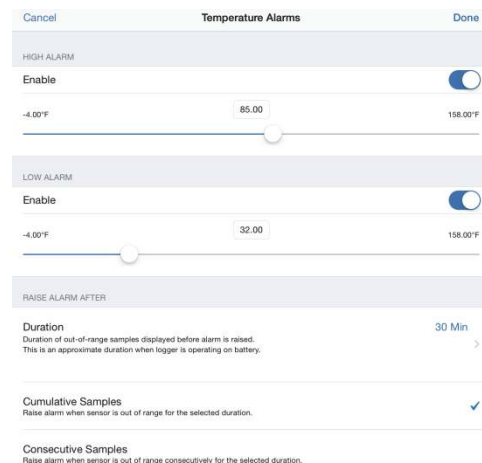 Cancel Temperature Alarms Done
HIGH ALARM
Enable
-4.00°F 85.00 158.00°F
LOW ALARM
Enable
-4.00°F 32.00 158.00°F
RAISE ALARM AFTER
Duration 30 Min
Duration of out-of-range samples displayed before alarm is raised.
This is an approximate duration when logger is operating on battery.
Cumulative Samples
Raise alarm when sensor is out of range for the selected duration.
Consecutive Samples
Raise alarm when sensor is out of range consecutively for the selected duration.